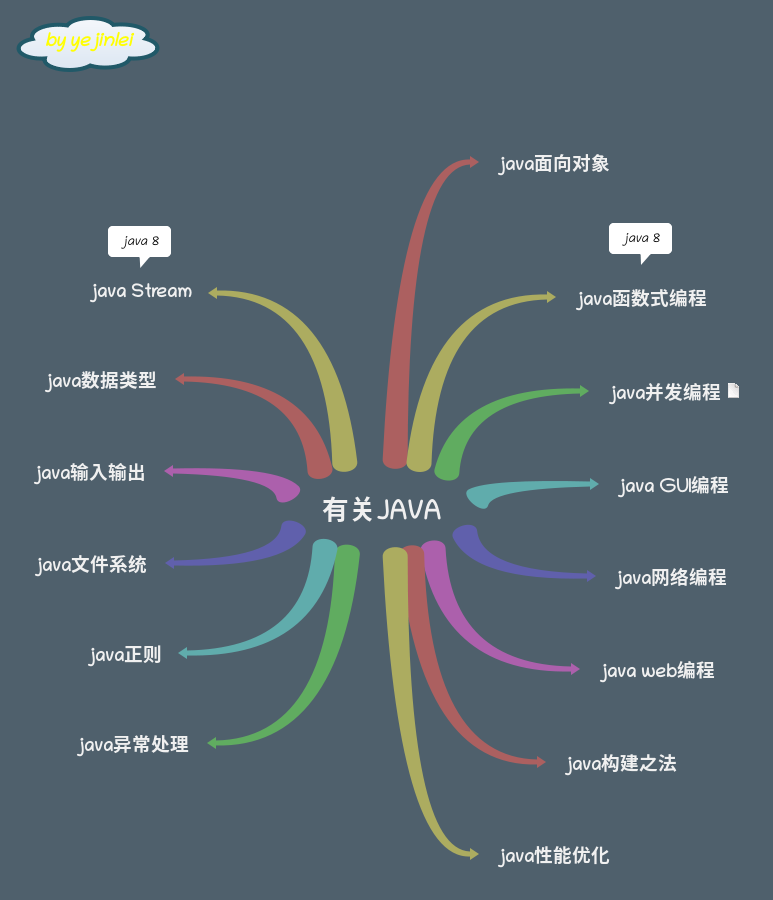 by ye jinlei
java面向对象
java 8
java 8
java Stream
java函数式编程
java数据类型
java并发编程
java输入输出
java GUI编程
有关JAVA
java文件系统
java网络编程
java正则
java web编程
java异常处理
java构建之法
java性能优化